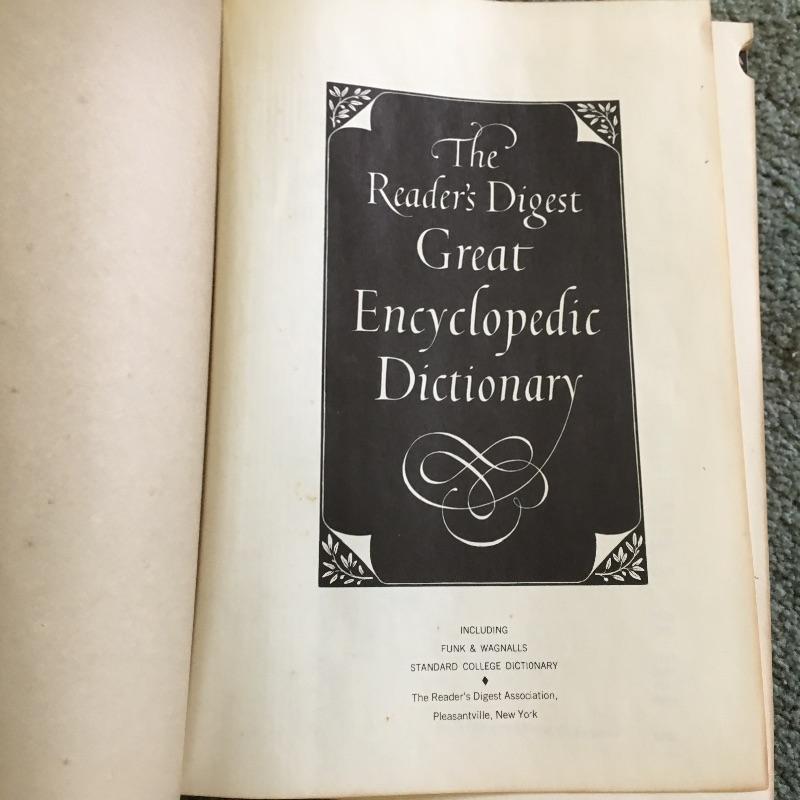 The
Reader's Digest
Great
Encyclopedic
Dictionary
INCLUDING
FUNK & WAGNALLS
STANDARD COLLEGE DICTIONARY
The Reader's Digest Association,
Pleasantville, New York